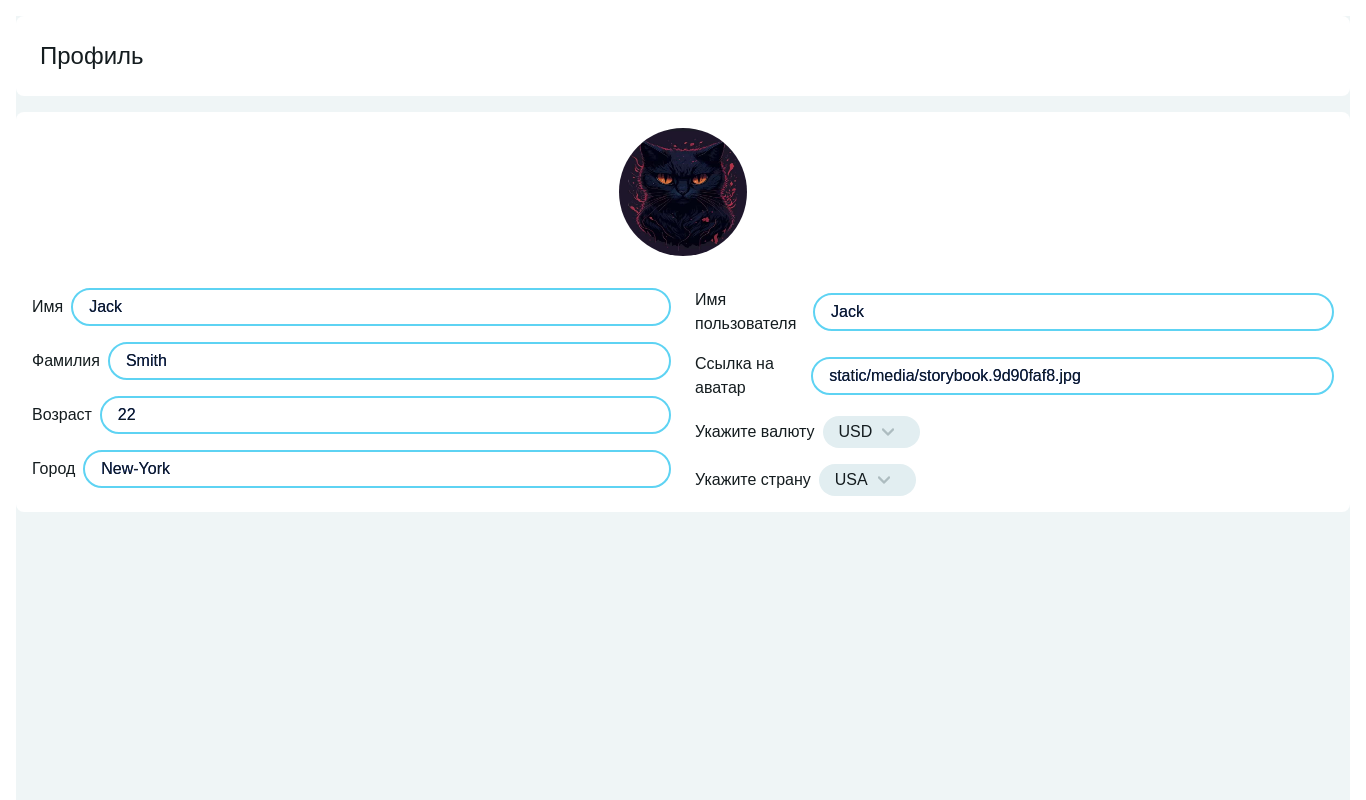 Профиль
Имя
Jack
Фамилия
Smith
Возраст
22
Город
New-York
Имя
пользователя
Jack
Ссылка на
аватар
static/media/storybook.9d90faf8.jpg
Укажите валюту
USD
Укажите страну
USA